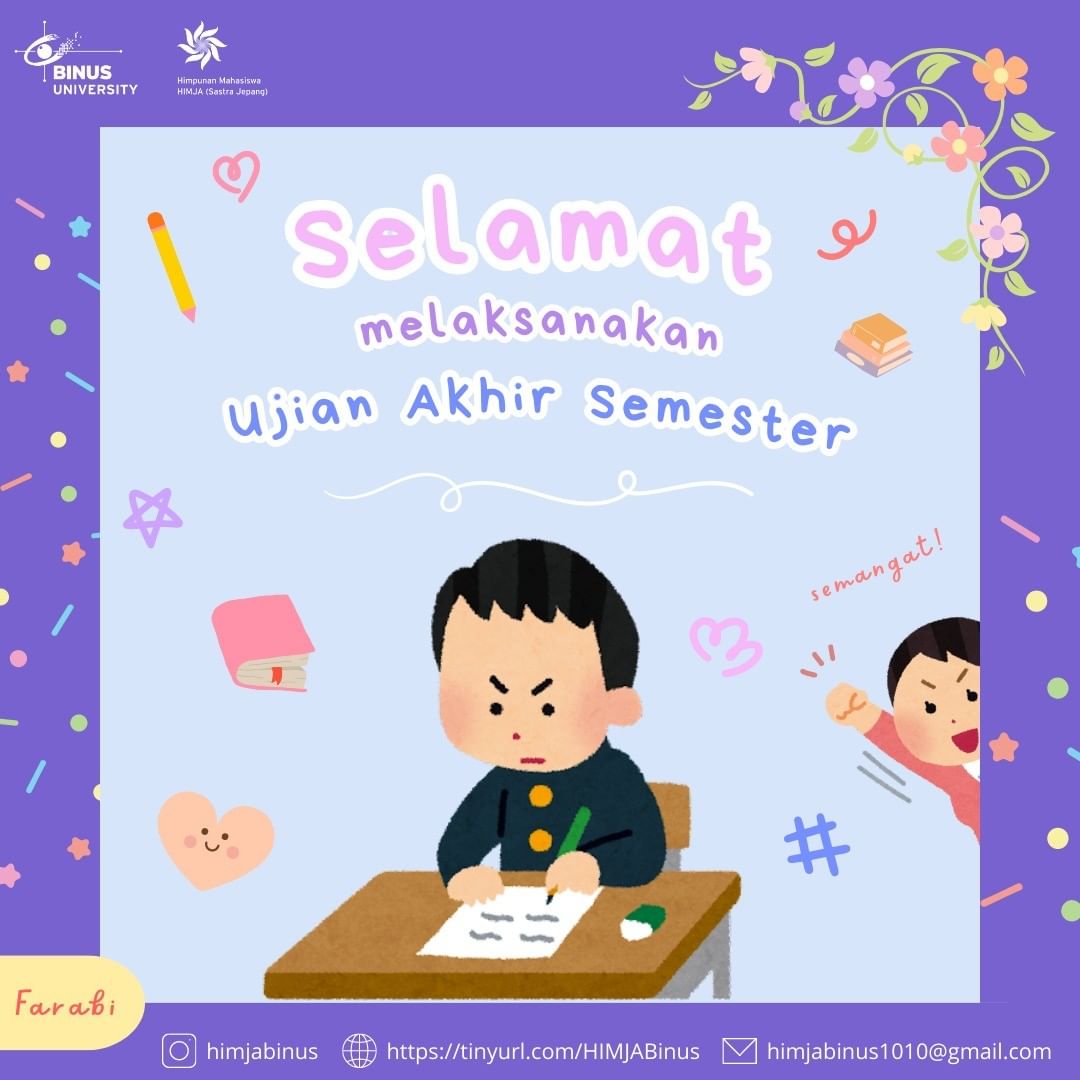 BINUS
UNIVERSITY
Himpunan Mahasiswa
HIMJA (Sastra Jepang)
Selamat
melaksanakan
Ujian Akhir Semester
semangat!
Farabi
himjabinus
https://tinyurl.com/HIMJABinus
himjabinus1010@gmail.com